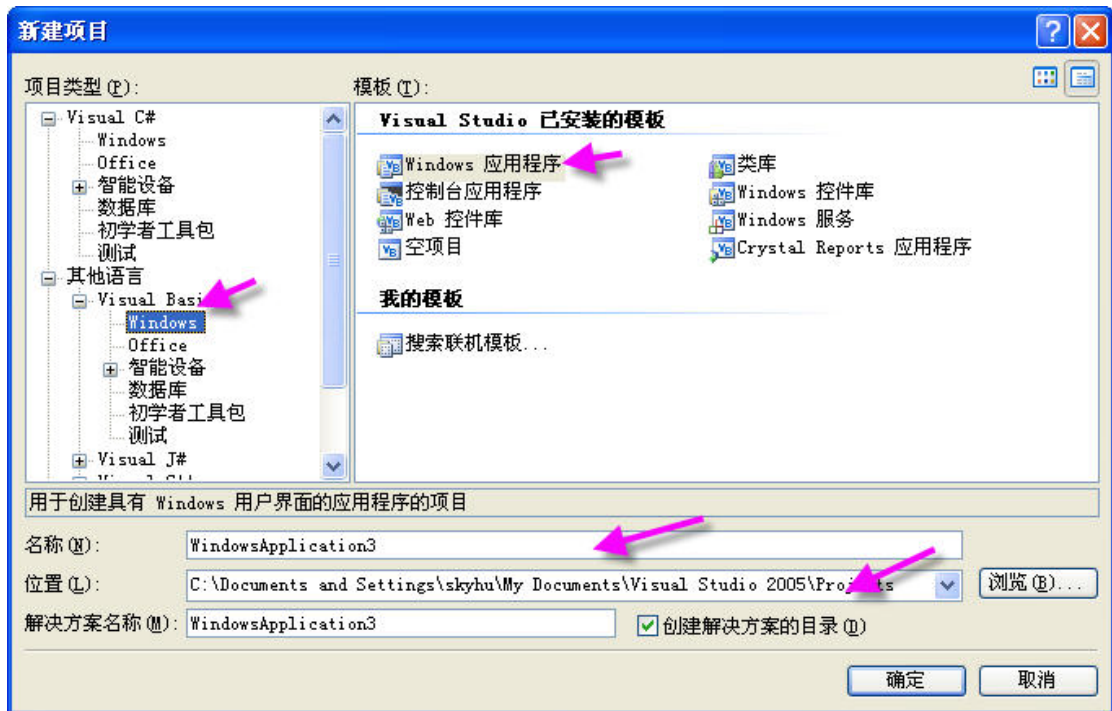 新建项目
项目类型(P):
模板(T):
Visual C#
Windows
Office
智能设备
数据库
初学者工具包
测试
其他语言
Visual Basi
Windows
Office
智能设备
数据库
初学者工具包
测试
Visual J#
Visual Studio 已安装的模板
Windows 应用程序
类库
控制台应用程序
Windows 控件库
Web 控件库
Windows 服务
空项目
Crystal Reports 应用程序
我的模板
搜索联机模板...
用于创建具有 Windows 用户界面的应用程序的项目
名称(N): WindowsApplication3
位置(L): C:\Documents and Settings\skyhu\My Documents\Visual Studio 2005\Projects 浏览(B)...
解决方案名称(M): WindowsApplication3 创建解决方案的目录(D)
确定 取消